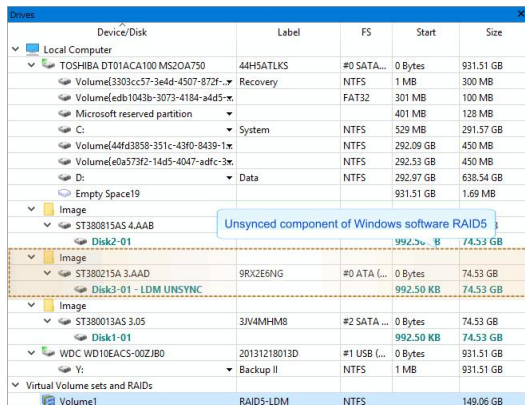 Drives
Device/Disk Label FS Start Size
Local Computer
TOSHIBA DT01ACA100 MS2OA750 44H5ATLKS #0 SATA... 0 Bytes 931.51 GB
Volume{3303cc57-3e4d-4507-872f-... Recovery NTFS 1 MB 300 MB
Volume{edb1043b-3073-4184-a4d5-... FAT32 301 MB 100 MB
Microsoft reserved partition 401 MB 128 MB
C: System NTFS 529 MB 291.57 GB
Volume{44fd3858-351c-43f0-8439-1... NTFS 292.09 GB 450 MB
Volume{e0a573f2-14d5-4047-adfc-3... NTFS 292.53 GB 450 MB
D: Data NTFS 292.97 GB 638.54 GB
Empty Space19 931.51 GB 1.69 MB
Image
ST380815AS 4.AAB
Unsynced component of Windows software RAID5
Disk2-01 74.53 GB
Image
ST380215A 3.AAD 9RX2E6NG #0 ATA (... 0 Bytes 74.53 GB
Disk3-01 - LDM UNSYNC 992.50 KB 74.53 GB
Image
ST380013AS 3.05 3JV4MHM8 #2 SATA ... 0 Bytes 74.53 GB
Disk1-01 992.50 KB 74.53 GB
WDC WD10EACS-00ZJB0 20131218013D #1 USB (... 0 Bytes 931.51 GB
Y: Backup II NTFS 1 MB 931.51 GB
Virtual Volume sets and RAIDs
Volume1 RAID5-LDM NTFS 149.06 GB